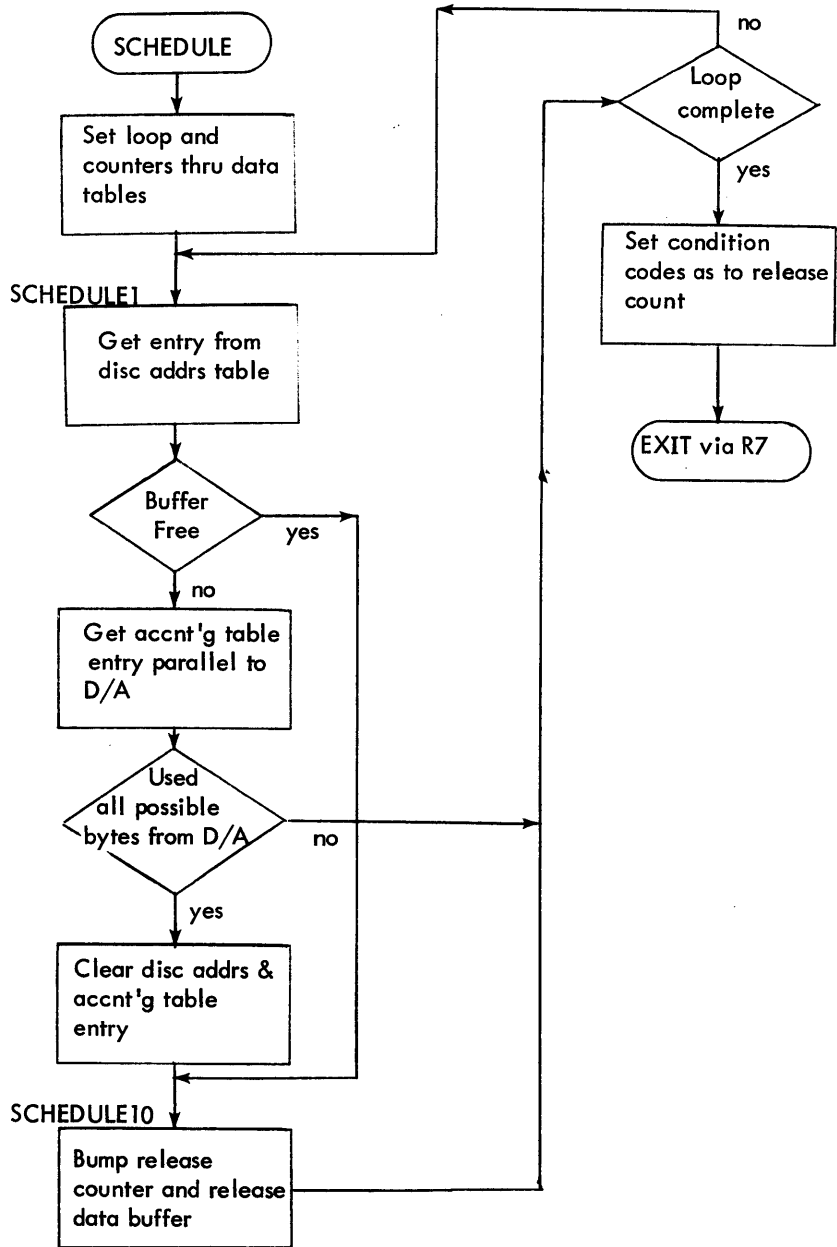 SCHEDULE
Set loop and
counters thru data
tables
SCHEDULE1
Get entry from
disc addrs table
Buffer
Free
yes
no
Get accnt'g table
entry parallel to
D/A
Used
all possible
bytes from D/A
no
yes
Clear disc addrs &
accnt'g table
entry
SCHEDULE10
Bump release
counter and release
data buffer
no
Loop
complete
yes
Set condition
codes as to release
count
EXIT via R7